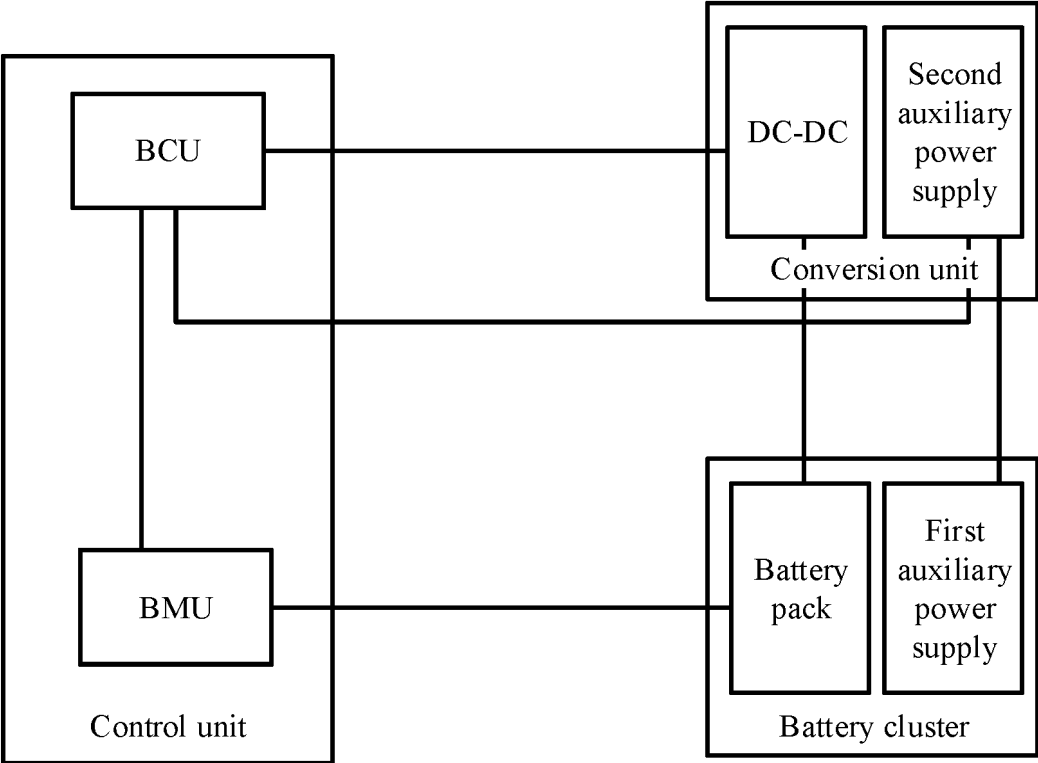 BCU
DC-DC
Second
auxiliary
power
supply
Conversion unit
BMU
Battery
pack
First
auxiliary
power
supply
Control unit
Battery cluster